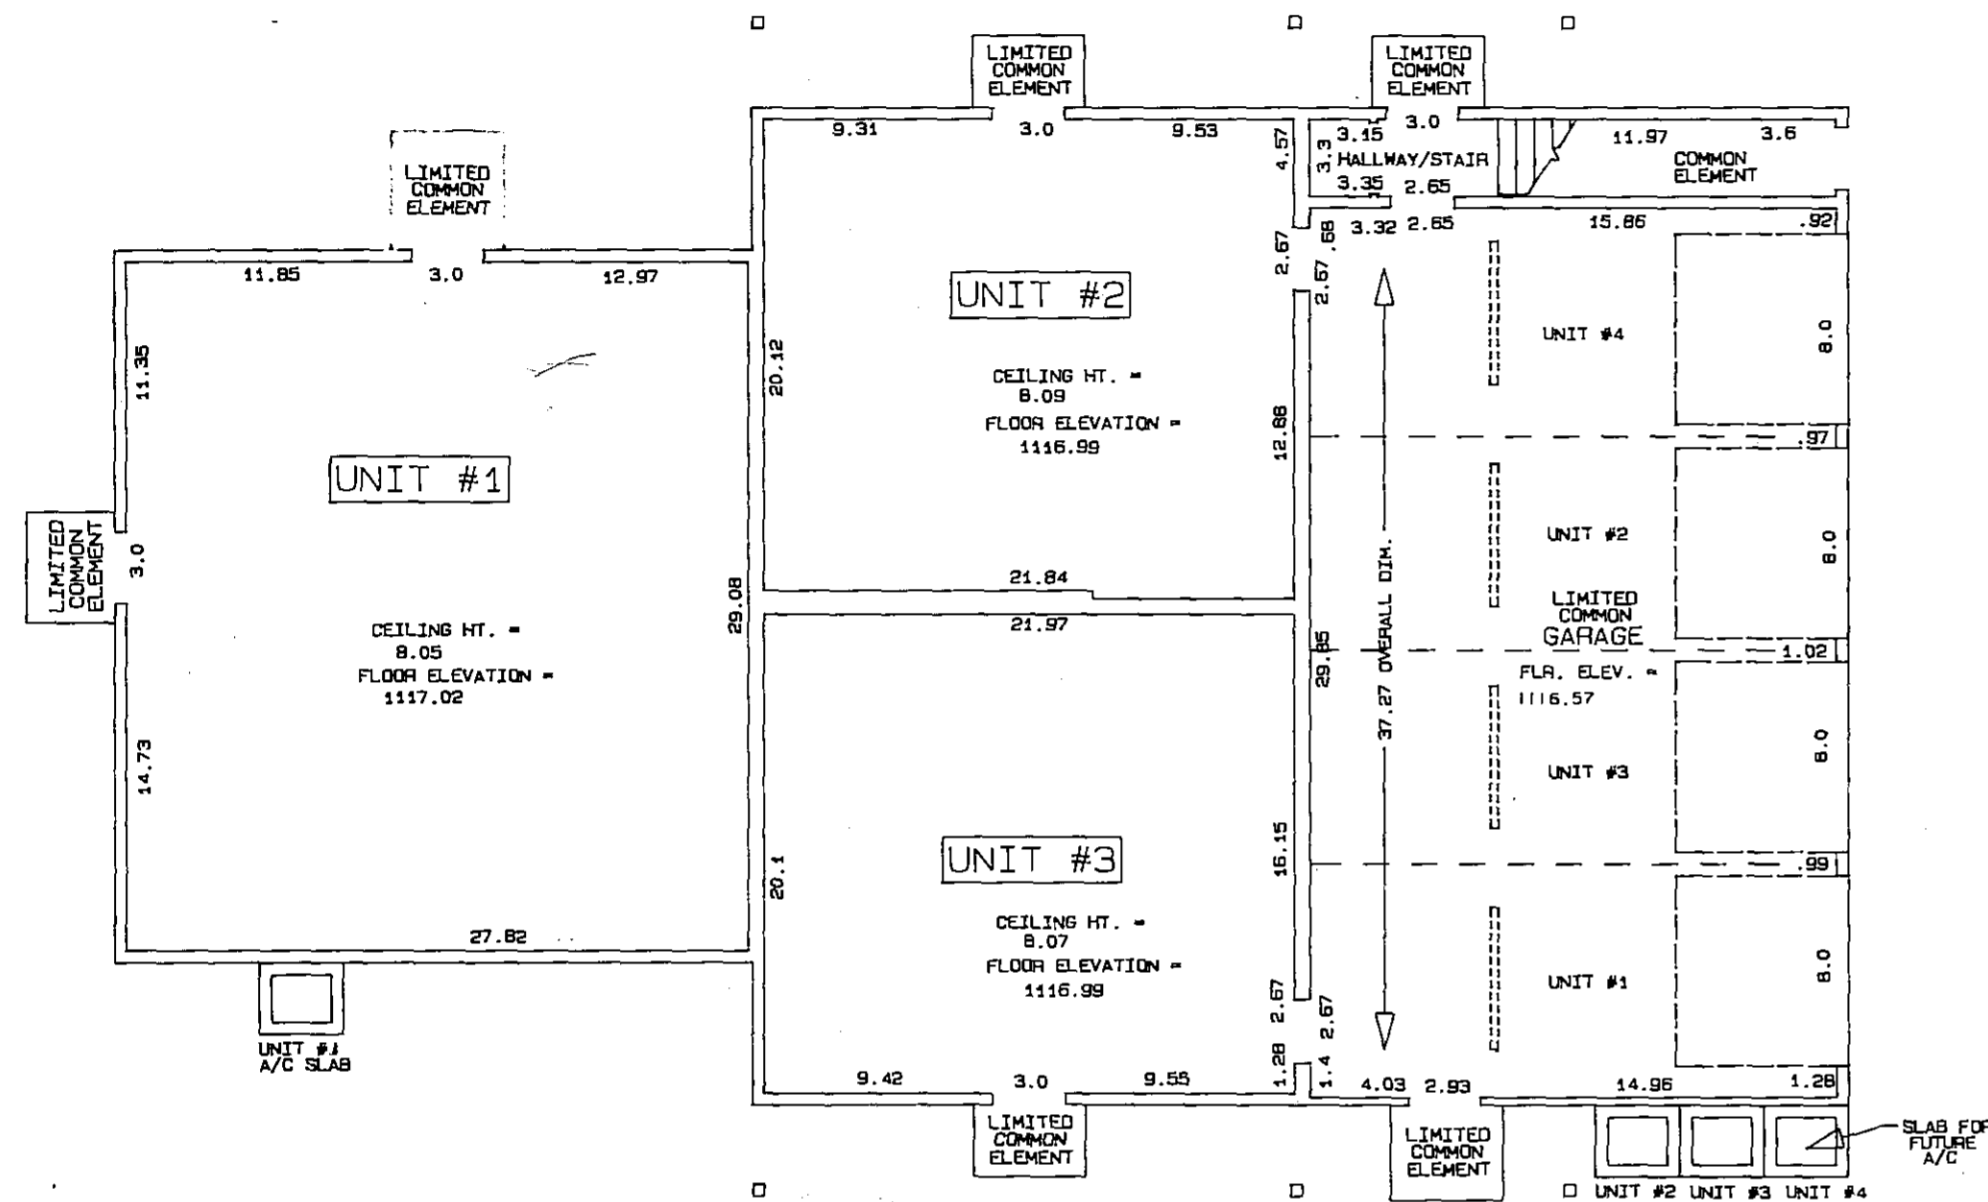 LIMITED
COMMON
ELEMENT
LIMITED
COMMON
ELEMENT
9.31
3.0
9.53
4.57
3.15
3.0
3.3
HALLWAY/STAIR
3.35
2.65
11.97
3.6
COMMON
ELEMENT
LIMITED
COMMON
ELEMENT
11.85
3.0
12.97
11.35
UNIT #1
LIMITED
COMMON
ELEMENT
3.0
14.73
CEILING HT. =
8.05
FLOOR ELEVATION =
1117.02
29.08
27.82
UNIT #1
A/C SLAB
UNIT #2
20.12
2.67
CEILING HT. =
8.09
FLOOR ELEVATION =
1116.99
12.88
21.84
21.97
UNIT #3
20.1
16.15
CEILING HT. =
8.07
FLOOR ELEVATION =
1116.99
2.67
1.28
9.42
3.0
9.55
LIMITED
COMMON
ELEMENT
.68
2.67
3.32
2.65
15.86
.92
UNIT #4
8.0
.97
37.27 OVERALL DIM.
29.85
UNIT #2
8.0
LIMITED
COMMON
GARAGE
1.02
FLR. ELEV. =
1116.57
UNIT #3
8.0
.99
UNIT #1
8.0
2.67
1.4
4.03
2.93
14.96
1.28
LIMITED
COMMON
ELEMENT
SLAB FOR
FUTURE
A/C
UNIT #2
UNIT #3
UNIT #4